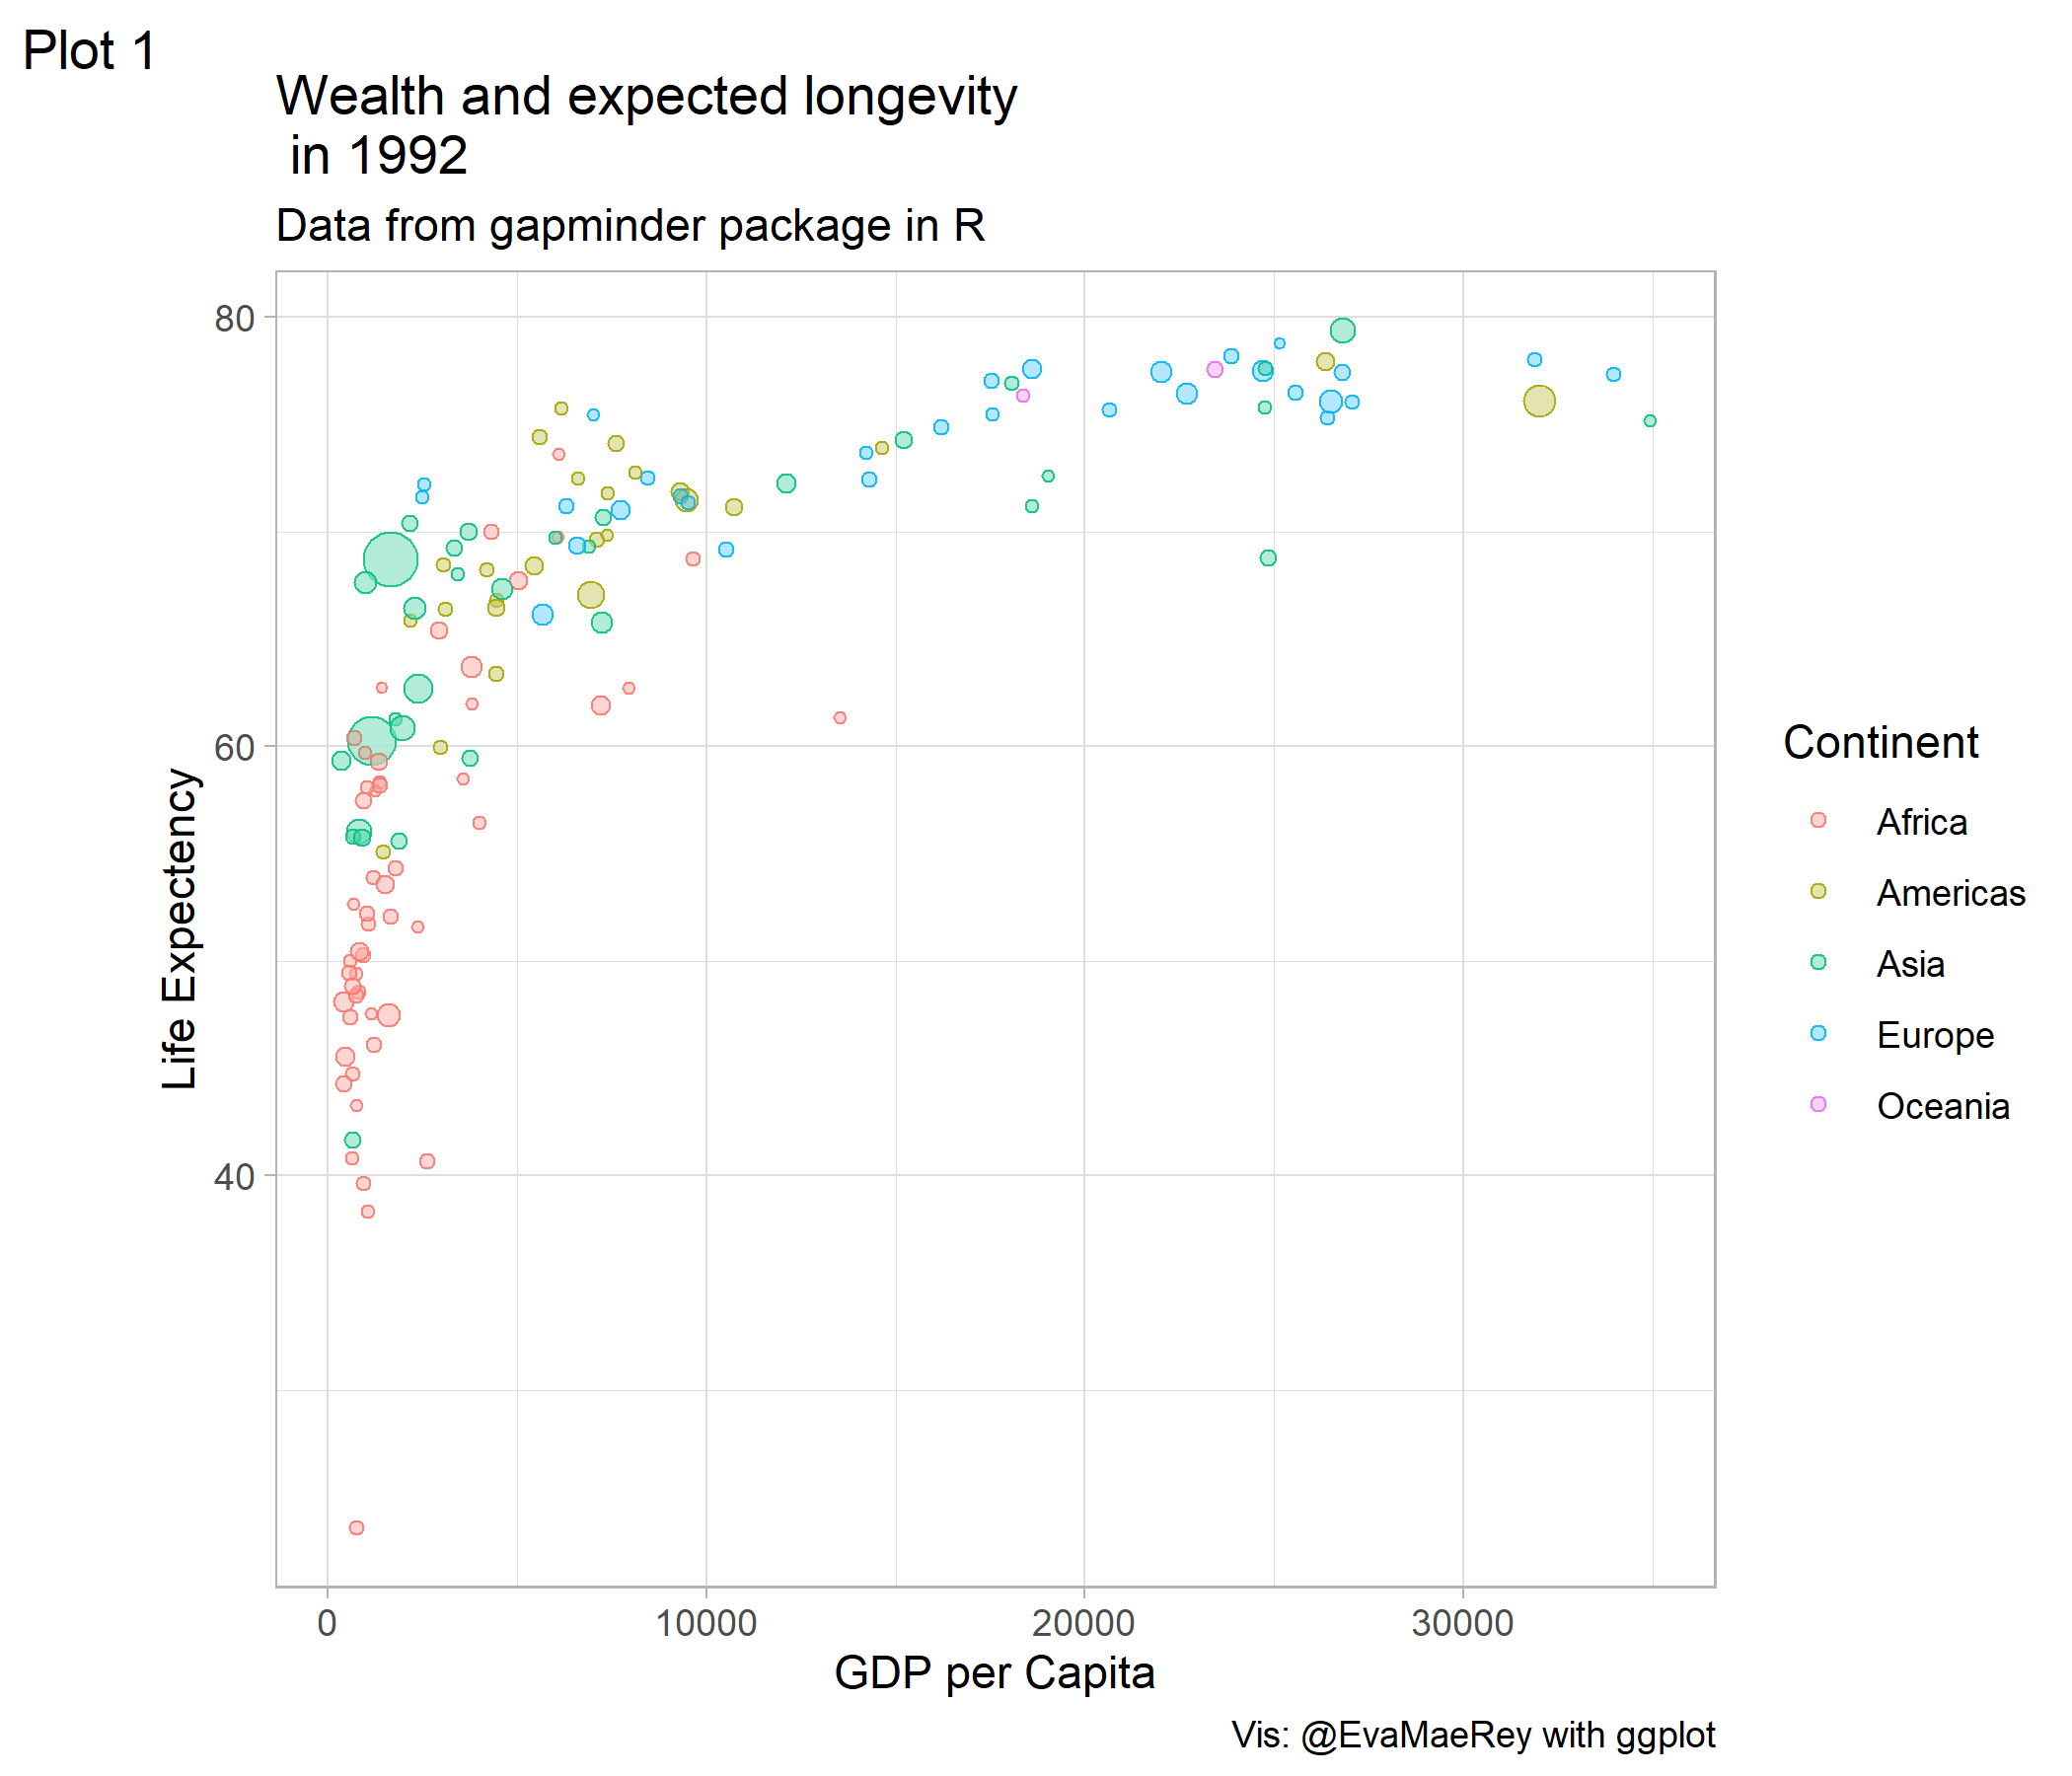 Plot 1
Wealth and expected longevity
in 1992
Data from gapminder package in R
80
60
40
Life Expectency
0 10000 20000 30000
GDP per Capita
Continent
Africa
Americas
Asia
Europe
Oceania
Vis: @EvaMaeRey with ggplot